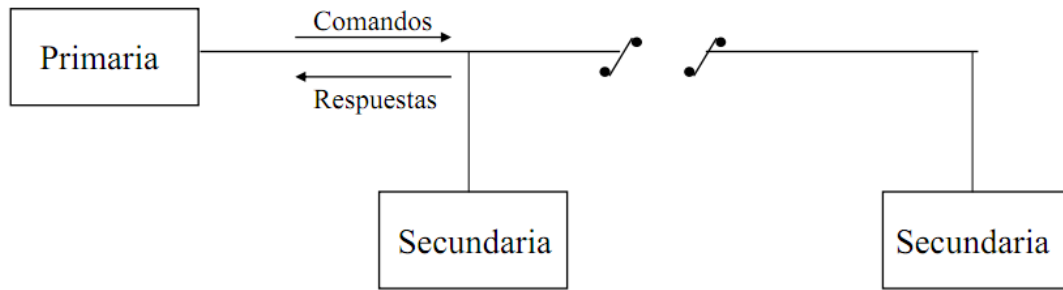 Comandos
Primaria
Respuestas
Secundaria
Secundaria